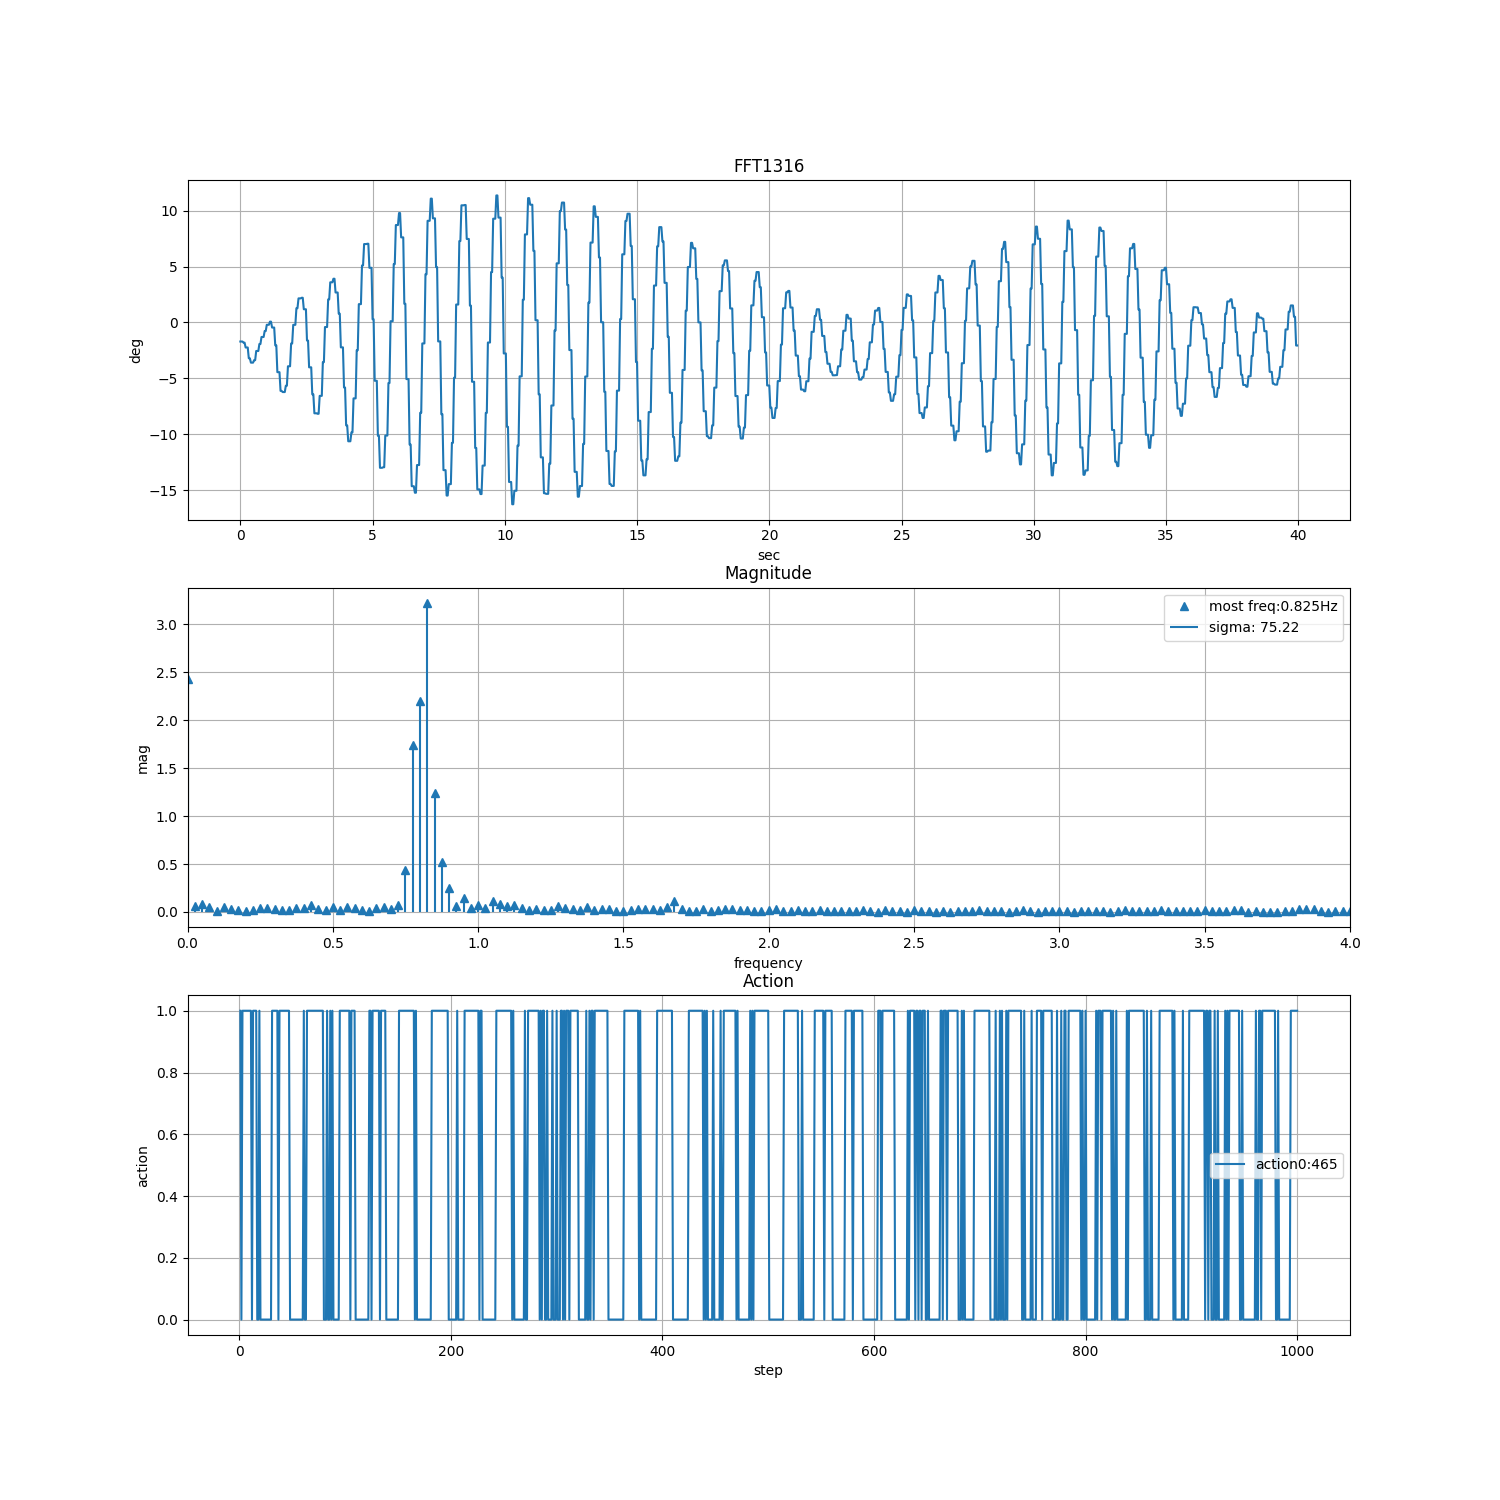 FFT1316
10
5
0
−5
−10
−15
deg
0 5 10 15 20 25 30 35 40
sec
Magnitude
most freq:0.825Hz
sigma: 75.22
3.0
2.5
2.0
1.5
1.0
0.5
0.0
mag
0.0 0.5 1.0 1.5 2.0 2.5 3.0 3.5 4.0
frequency
Action
1.0
0.8
0.6
0.4
0.2
0.0
action
action0:465
0 200 400 600 800 1000
step